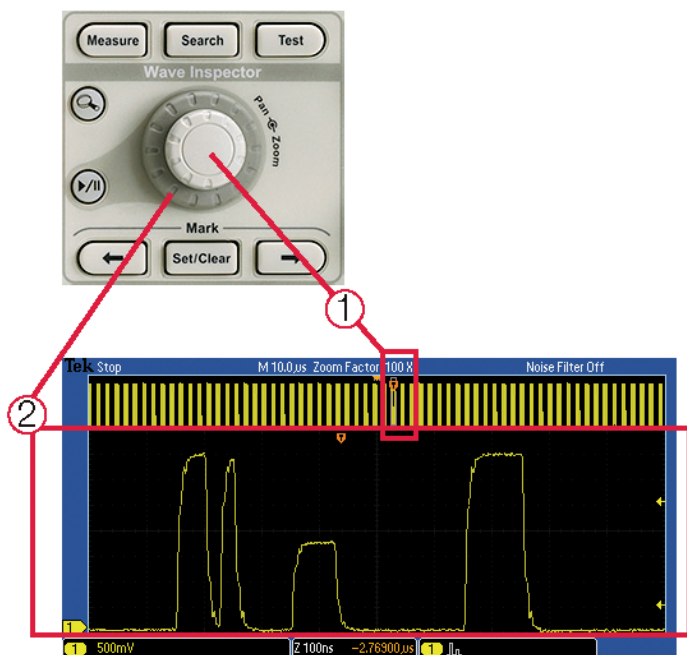 Measure Search Test
Wave Inspector
Pan Zoom
Mark
Set/Clear
1
2
Tek Stop M 10.0µs Zoom Factor: 100 X Noise Filter Off
T
T
1
1 500mV Z 100ns -2.76900µs 1